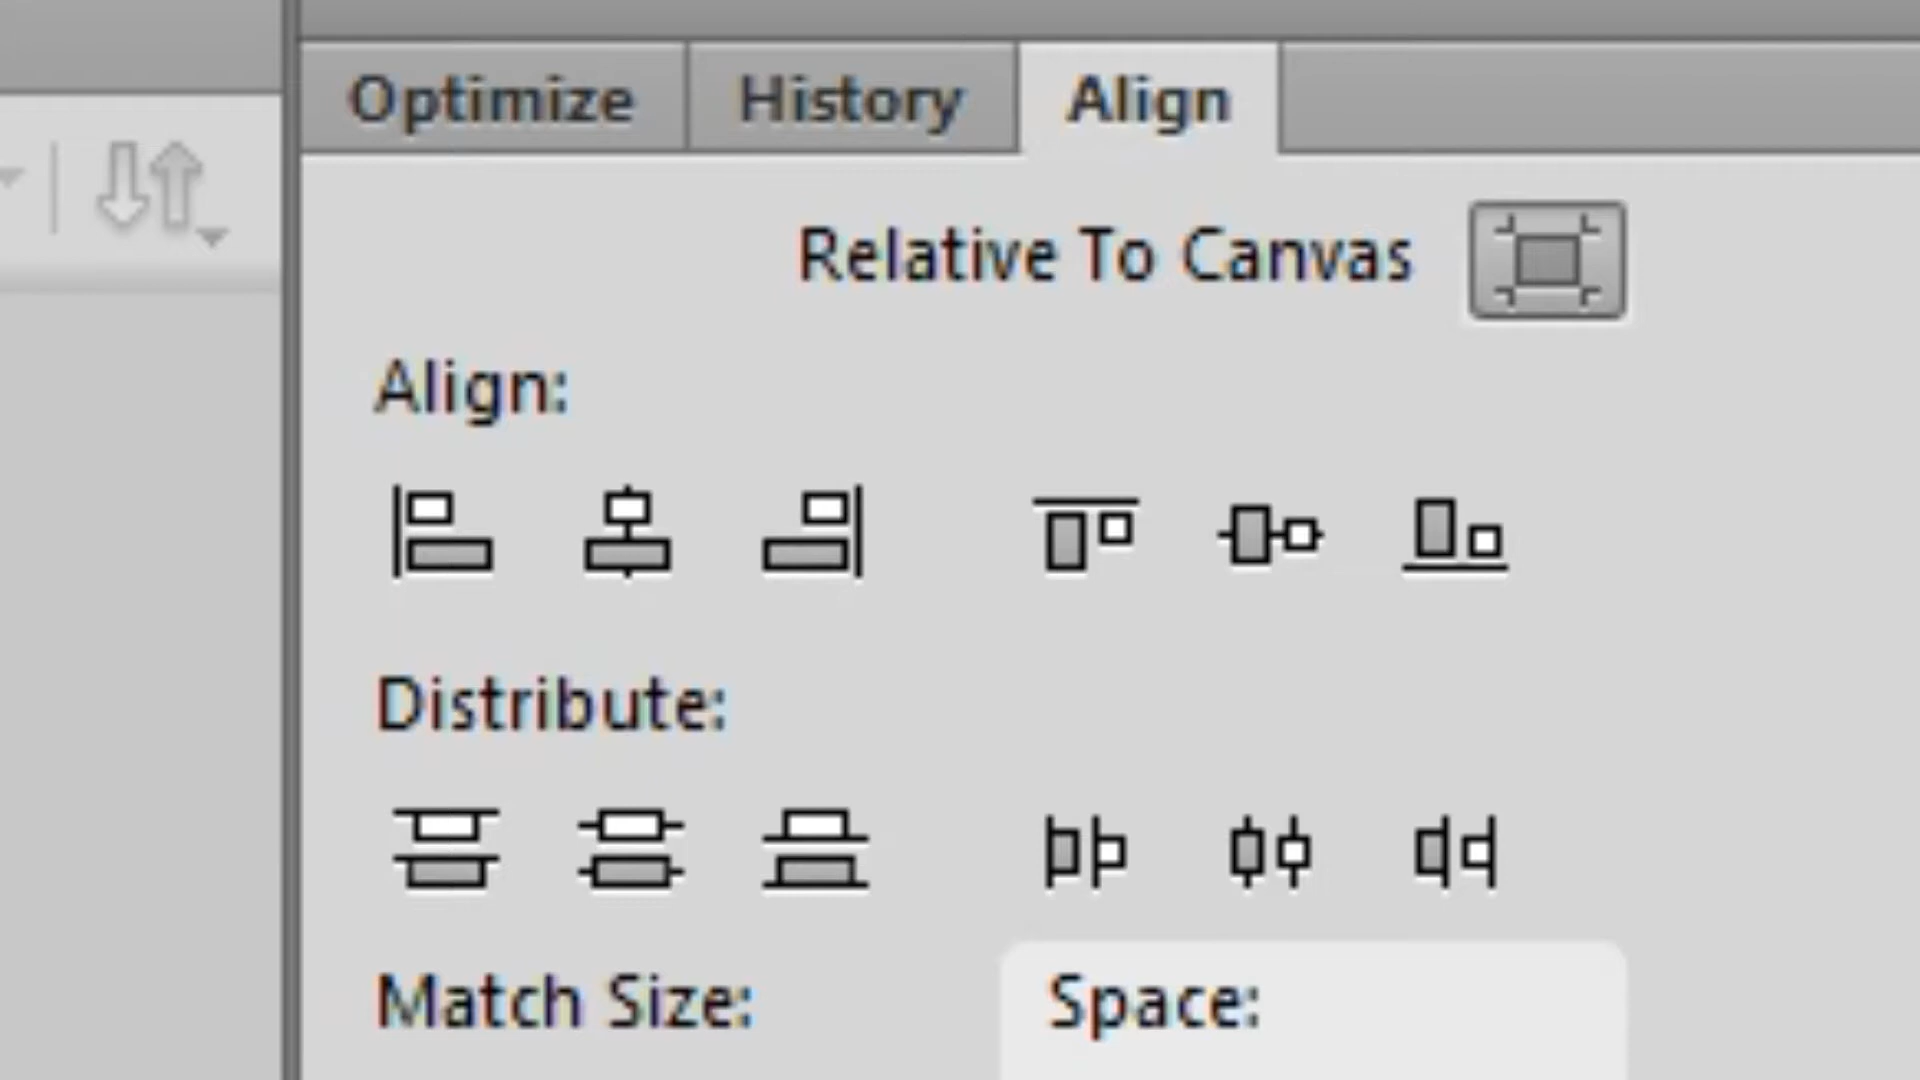 Optimize History Align
Relative To Canvas
Align:
Distribute:
Match Size: Space: